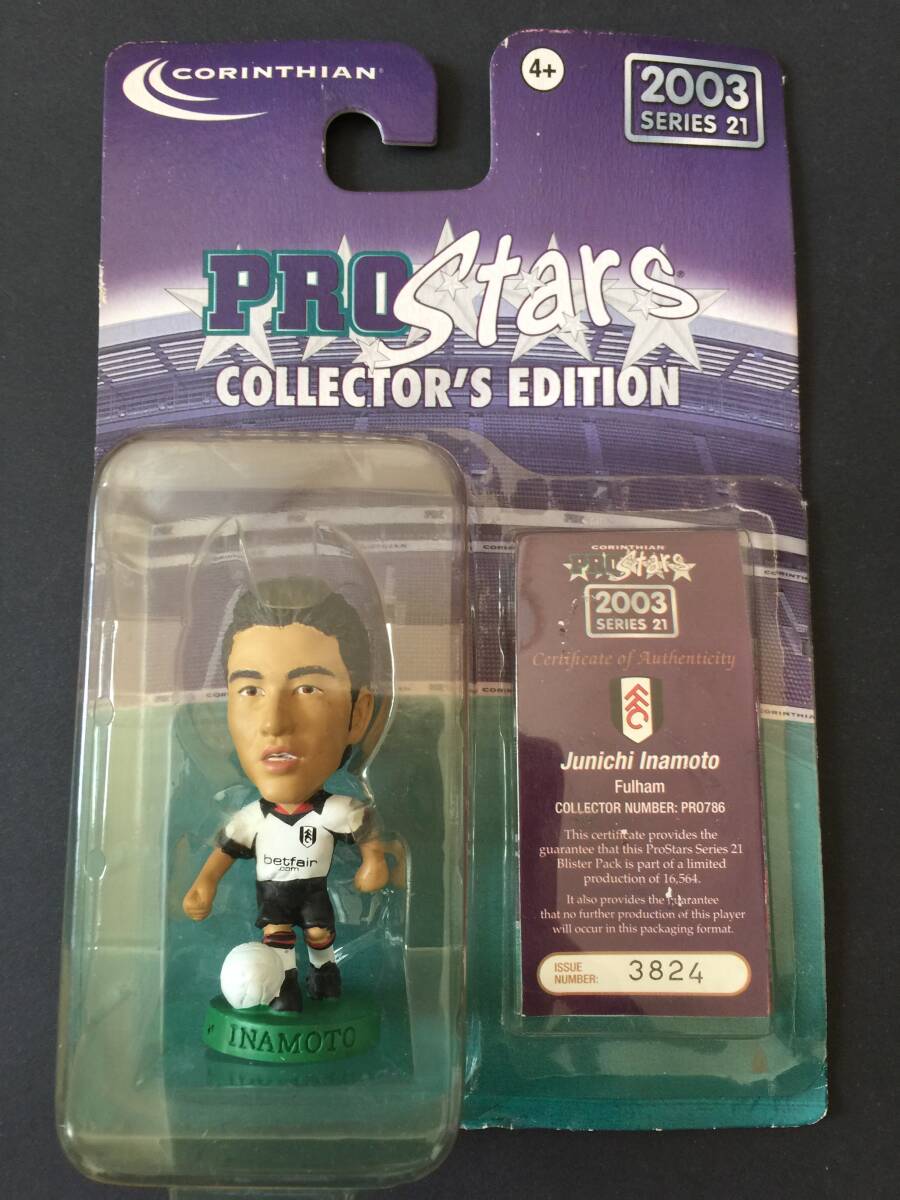 CORINTHIAN
4+
2003
SERIES 21
PROStars
COLLECTOR'S EDITION
CORINTHIAN
PROStars
2003
SERIES 21
Certificate of Authenticity
FFC
Junichi Inamoto
Fulham
COLLECTOR NUMBER: PRO786
This certificate provides the
guarantee that this ProStars Series 21
Blister Pack is part of a limited
production of 16,564.
It also provides the guarantee
that no further production of this player
will occur in this packaging format.
ISSUE
NUMBER: 3824
betfair
.com
INAMOTO